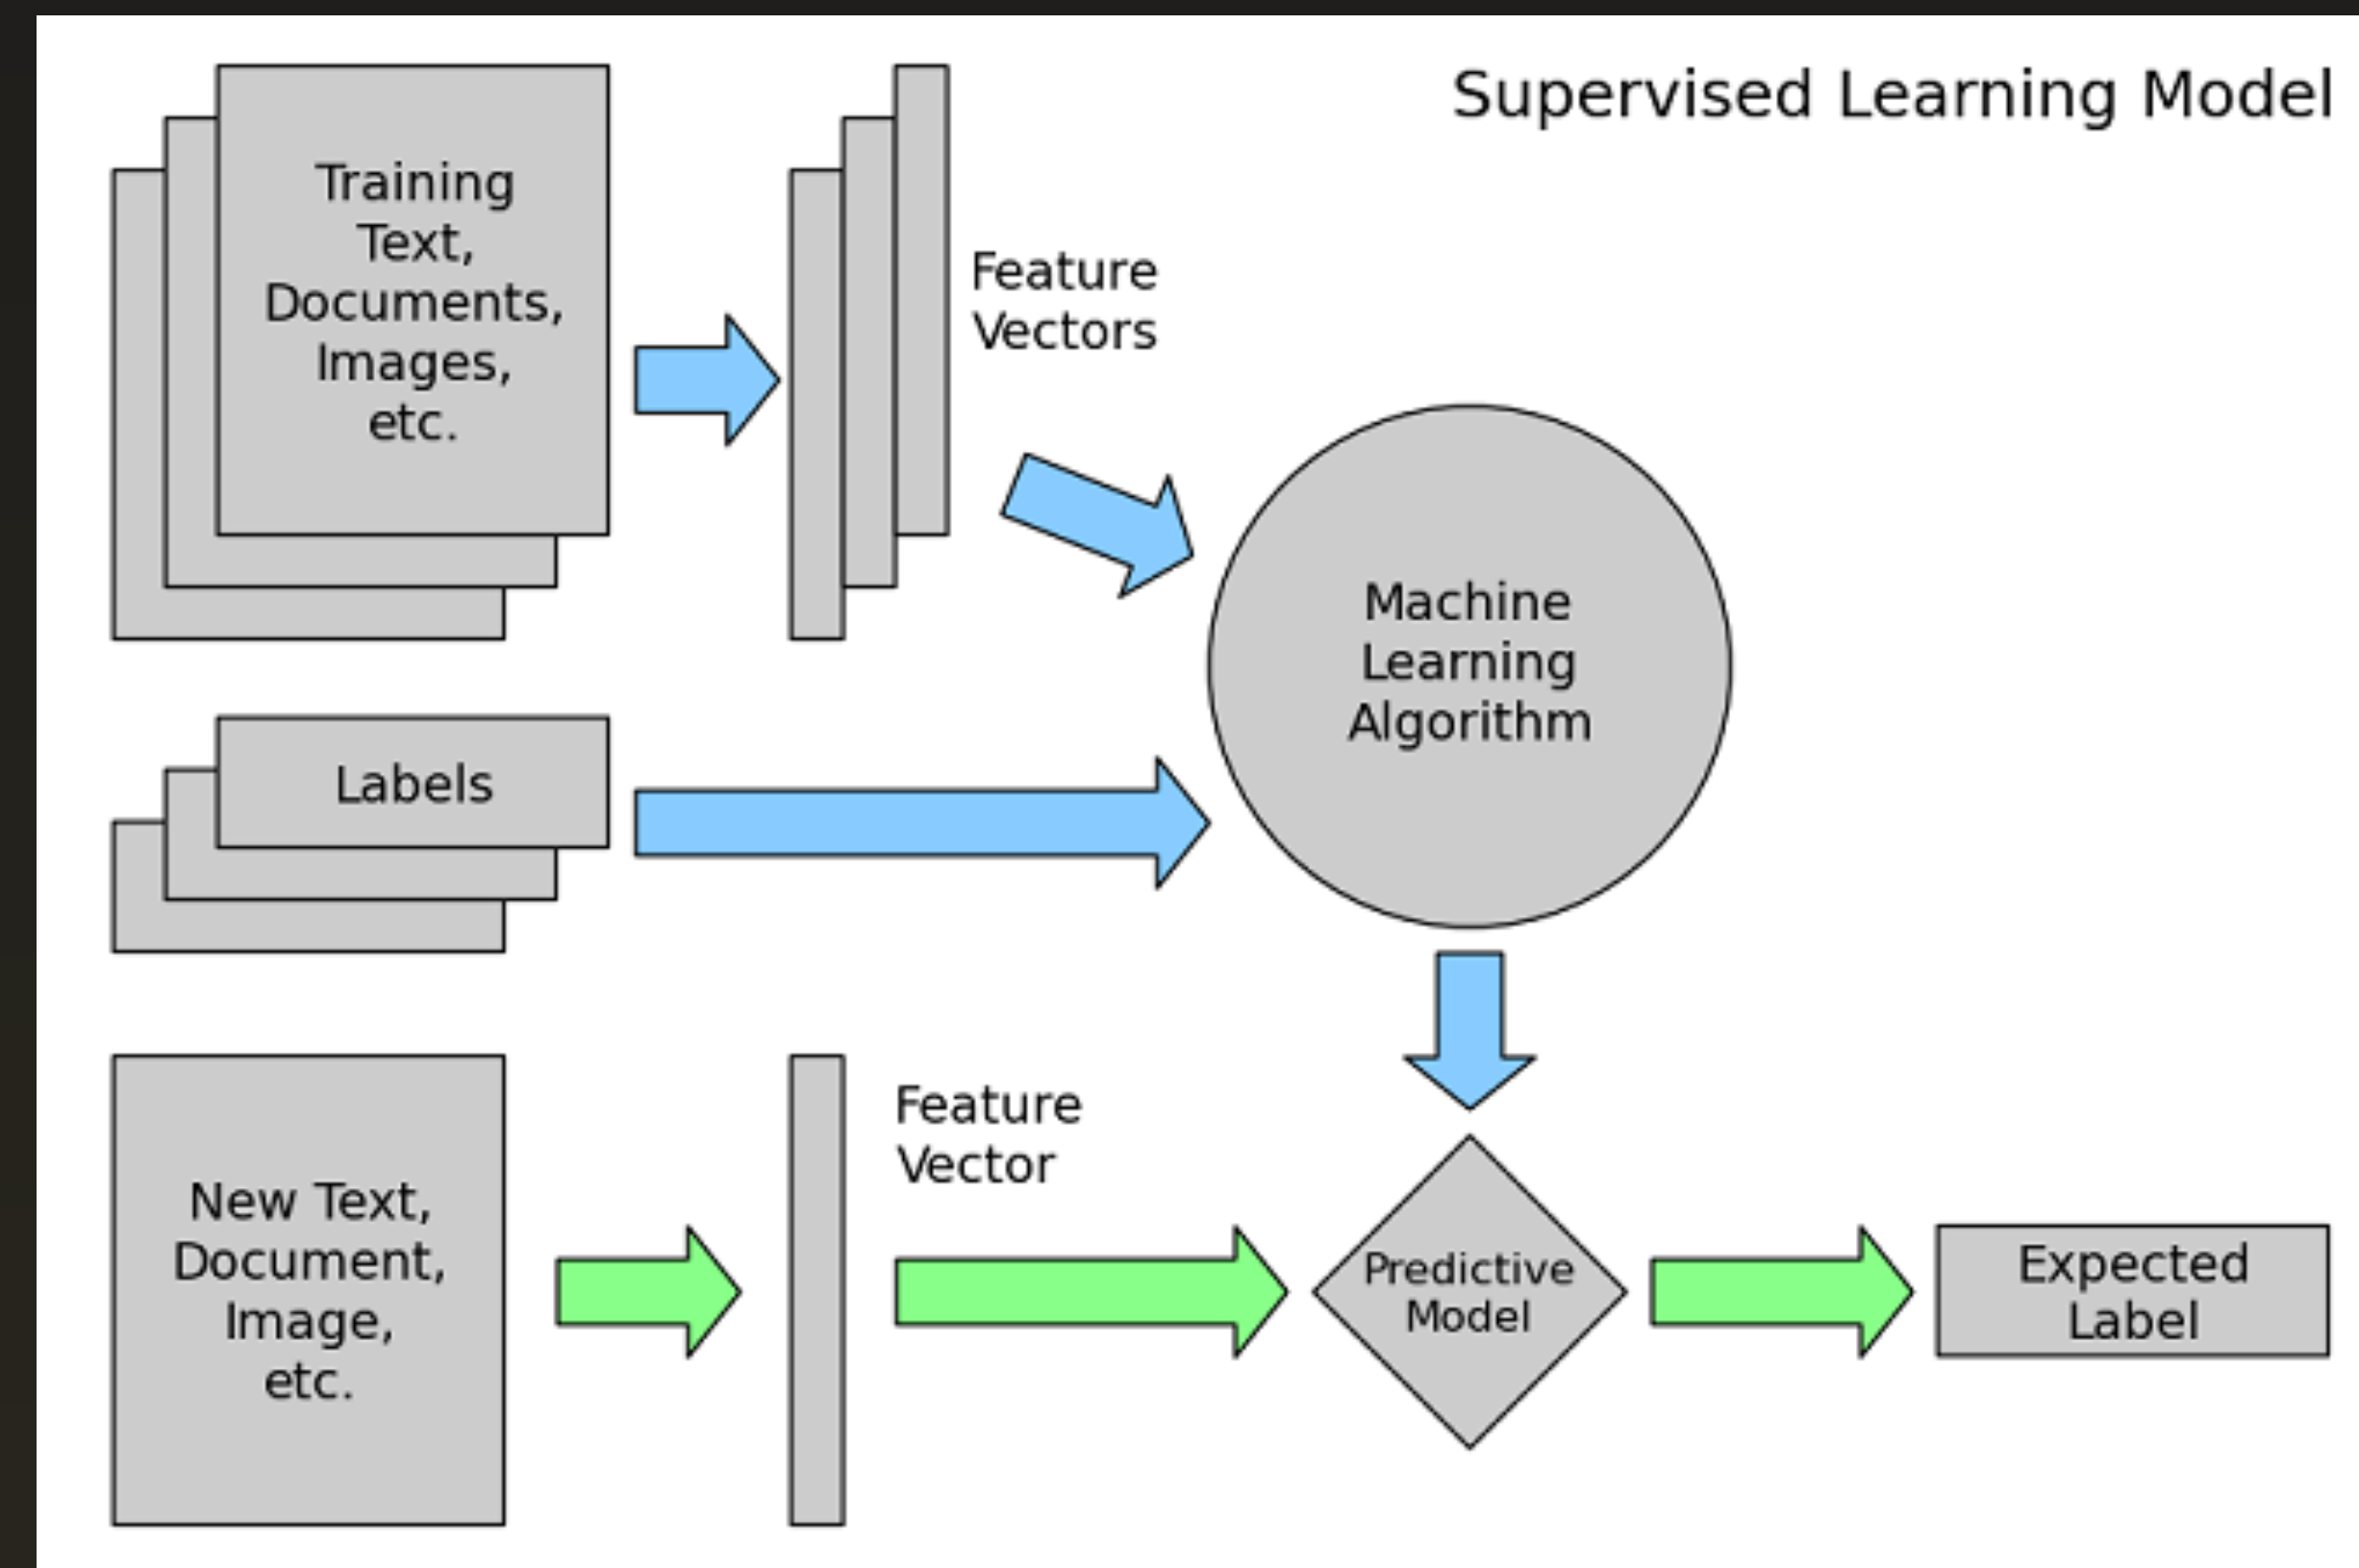 Supervised Learning Model
Training
Text,
Documents,
Images,
etc.
Feature
Vectors
Machine
Learning
Algorithm
Labels
New Text,
Document,
Image,
etc.
Feature
Vector
Predictive
Model
Expected
Label